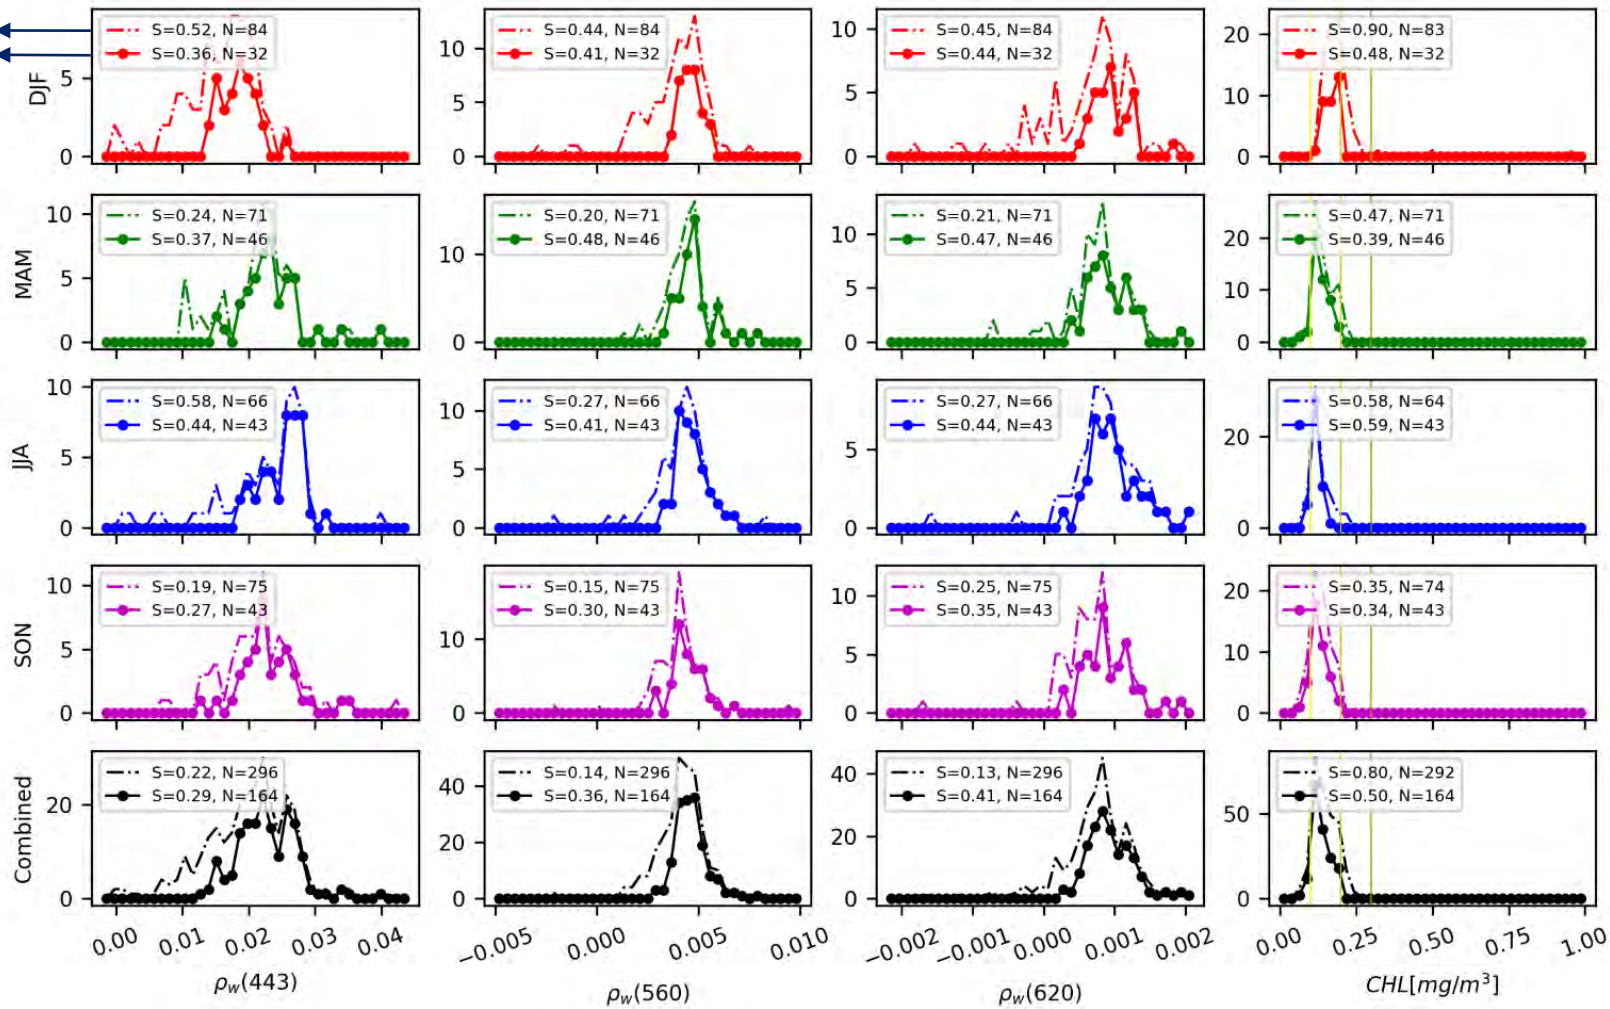 DJF
10
5
0
S=0.52, N=84
S=0.36, N=32
5
0
S=0.44, N=84
S=0.41, N=32
10
5
0
S=0.45, N=84
S=0.44, N=32
20
10
0
S=0.90, N=83
S=0.48, N=32
MAM
10
5
0
S=0.24, N=71
S=0.37, N=46
10
0
S=0.20, N=71
S=0.48, N=46
10
5
0
S=0.21, N=71
S=0.47, N=46
20
10
0
S=0.47, N=71
S=0.39, N=46
JJA
10
5
0
S=0.58, N=66
S=0.44, N=43
10
5
0
S=0.27, N=66
S=0.41, N=43
5
0
S=0.27, N=66
S=0.44, N=43
20
0
S=0.58, N=64
S=0.59, N=43
SON
10
5
0
S=0.19, N=75
S=0.27, N=43
10
0
S=0.15, N=75
S=0.30, N=43
10
5
0
S=0.25, N=75
S=0.35, N=43
20
10
0
S=0.35, N=74
S=0.34, N=43
Combined
20
0
S=0.22, N=296
S=0.29, N=164
40
20
0
S=0.14, N=296
S=0.36, N=164
40
20
0
S=0.13, N=296
S=0.41, N=164
50
0
S=0.80, N=292
S=0.50, N=164
0.00 0.01 0.02 0.03 0.04
−0.005 0.000 0.005 0.010
−0.002 −0.001 0.000 0.001 0.002
0.00 0.25 0.50 0.75 1.00
ρw(443)
ρw(560)
ρw(620)
CHL[mg/m³]